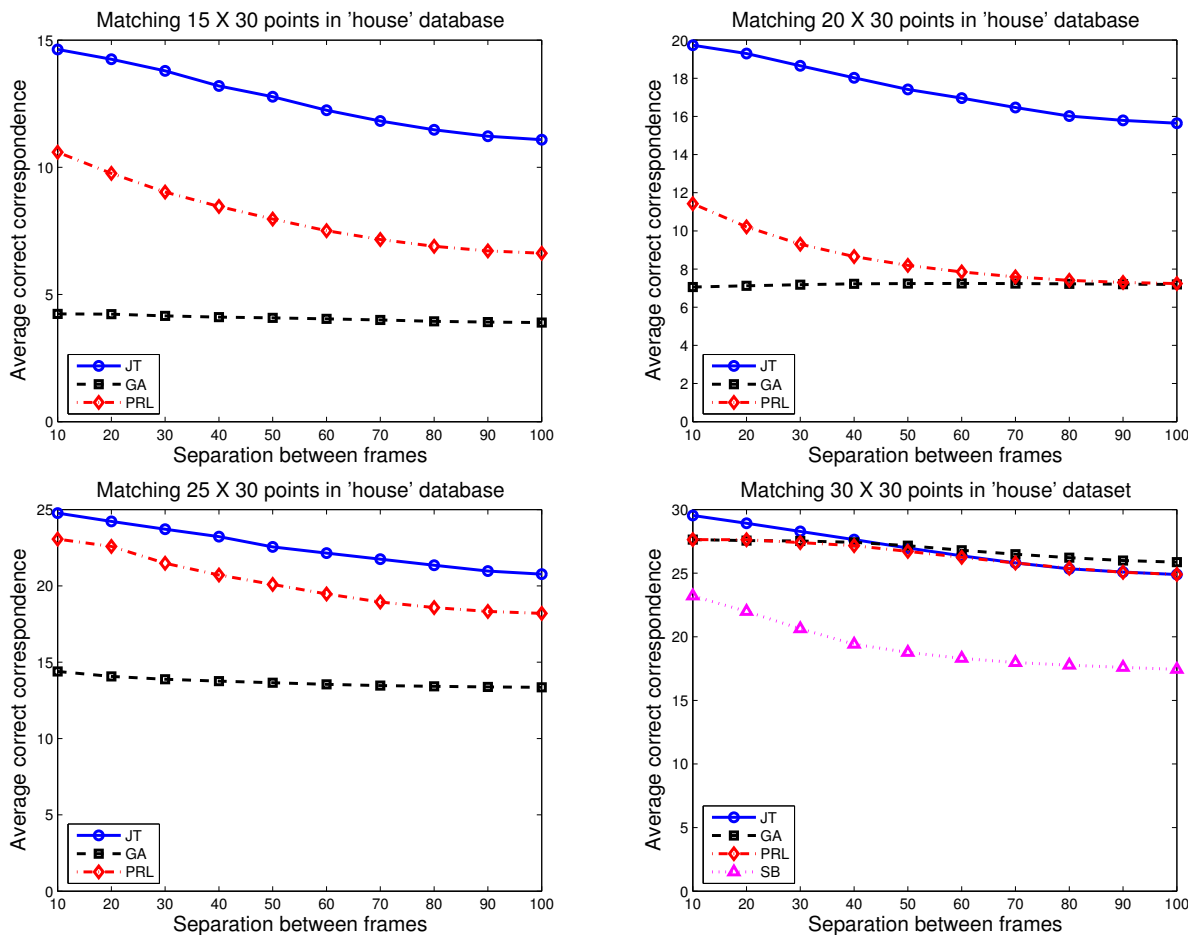 Matching 15 X 30 points in 'house' database
15
10
5
0
10 20 30 40 50 60 70 80 90 100
Average correct correspondence
Separation between frames
JT
GA
PRL
Matching 20 X 30 points in 'house' database
20
18
16
14
12
10
8
6
4
2
0
10 20 30 40 50 60 70 80 90 100
Average correct correspondence
Separation between frames
JT
GA
PRL
Matching 25 X 30 points in 'house' database
25
20
15
10
5
0
10 20 30 40 50 60 70 80 90 100
Average correct correspondence
Separation between frames
JT
GA
PRL
Matching 30 X 30 points in 'house' dataset
30
25
20
15
10
5
0
10 20 30 40 50 60 70 80 90 100
Average correct correspondence
Separation between frames
JT
GA
PRL
SB